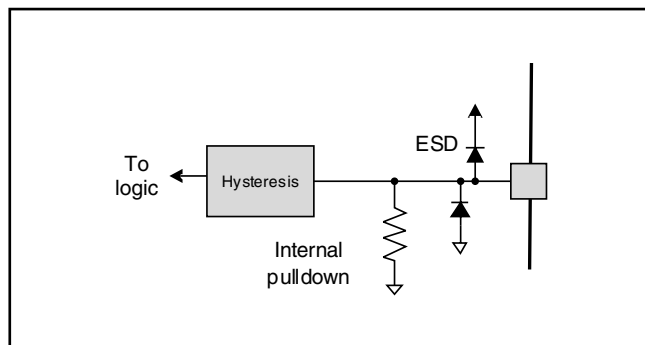 ESD
To
logic
Hysteresis
Internal
pulldown